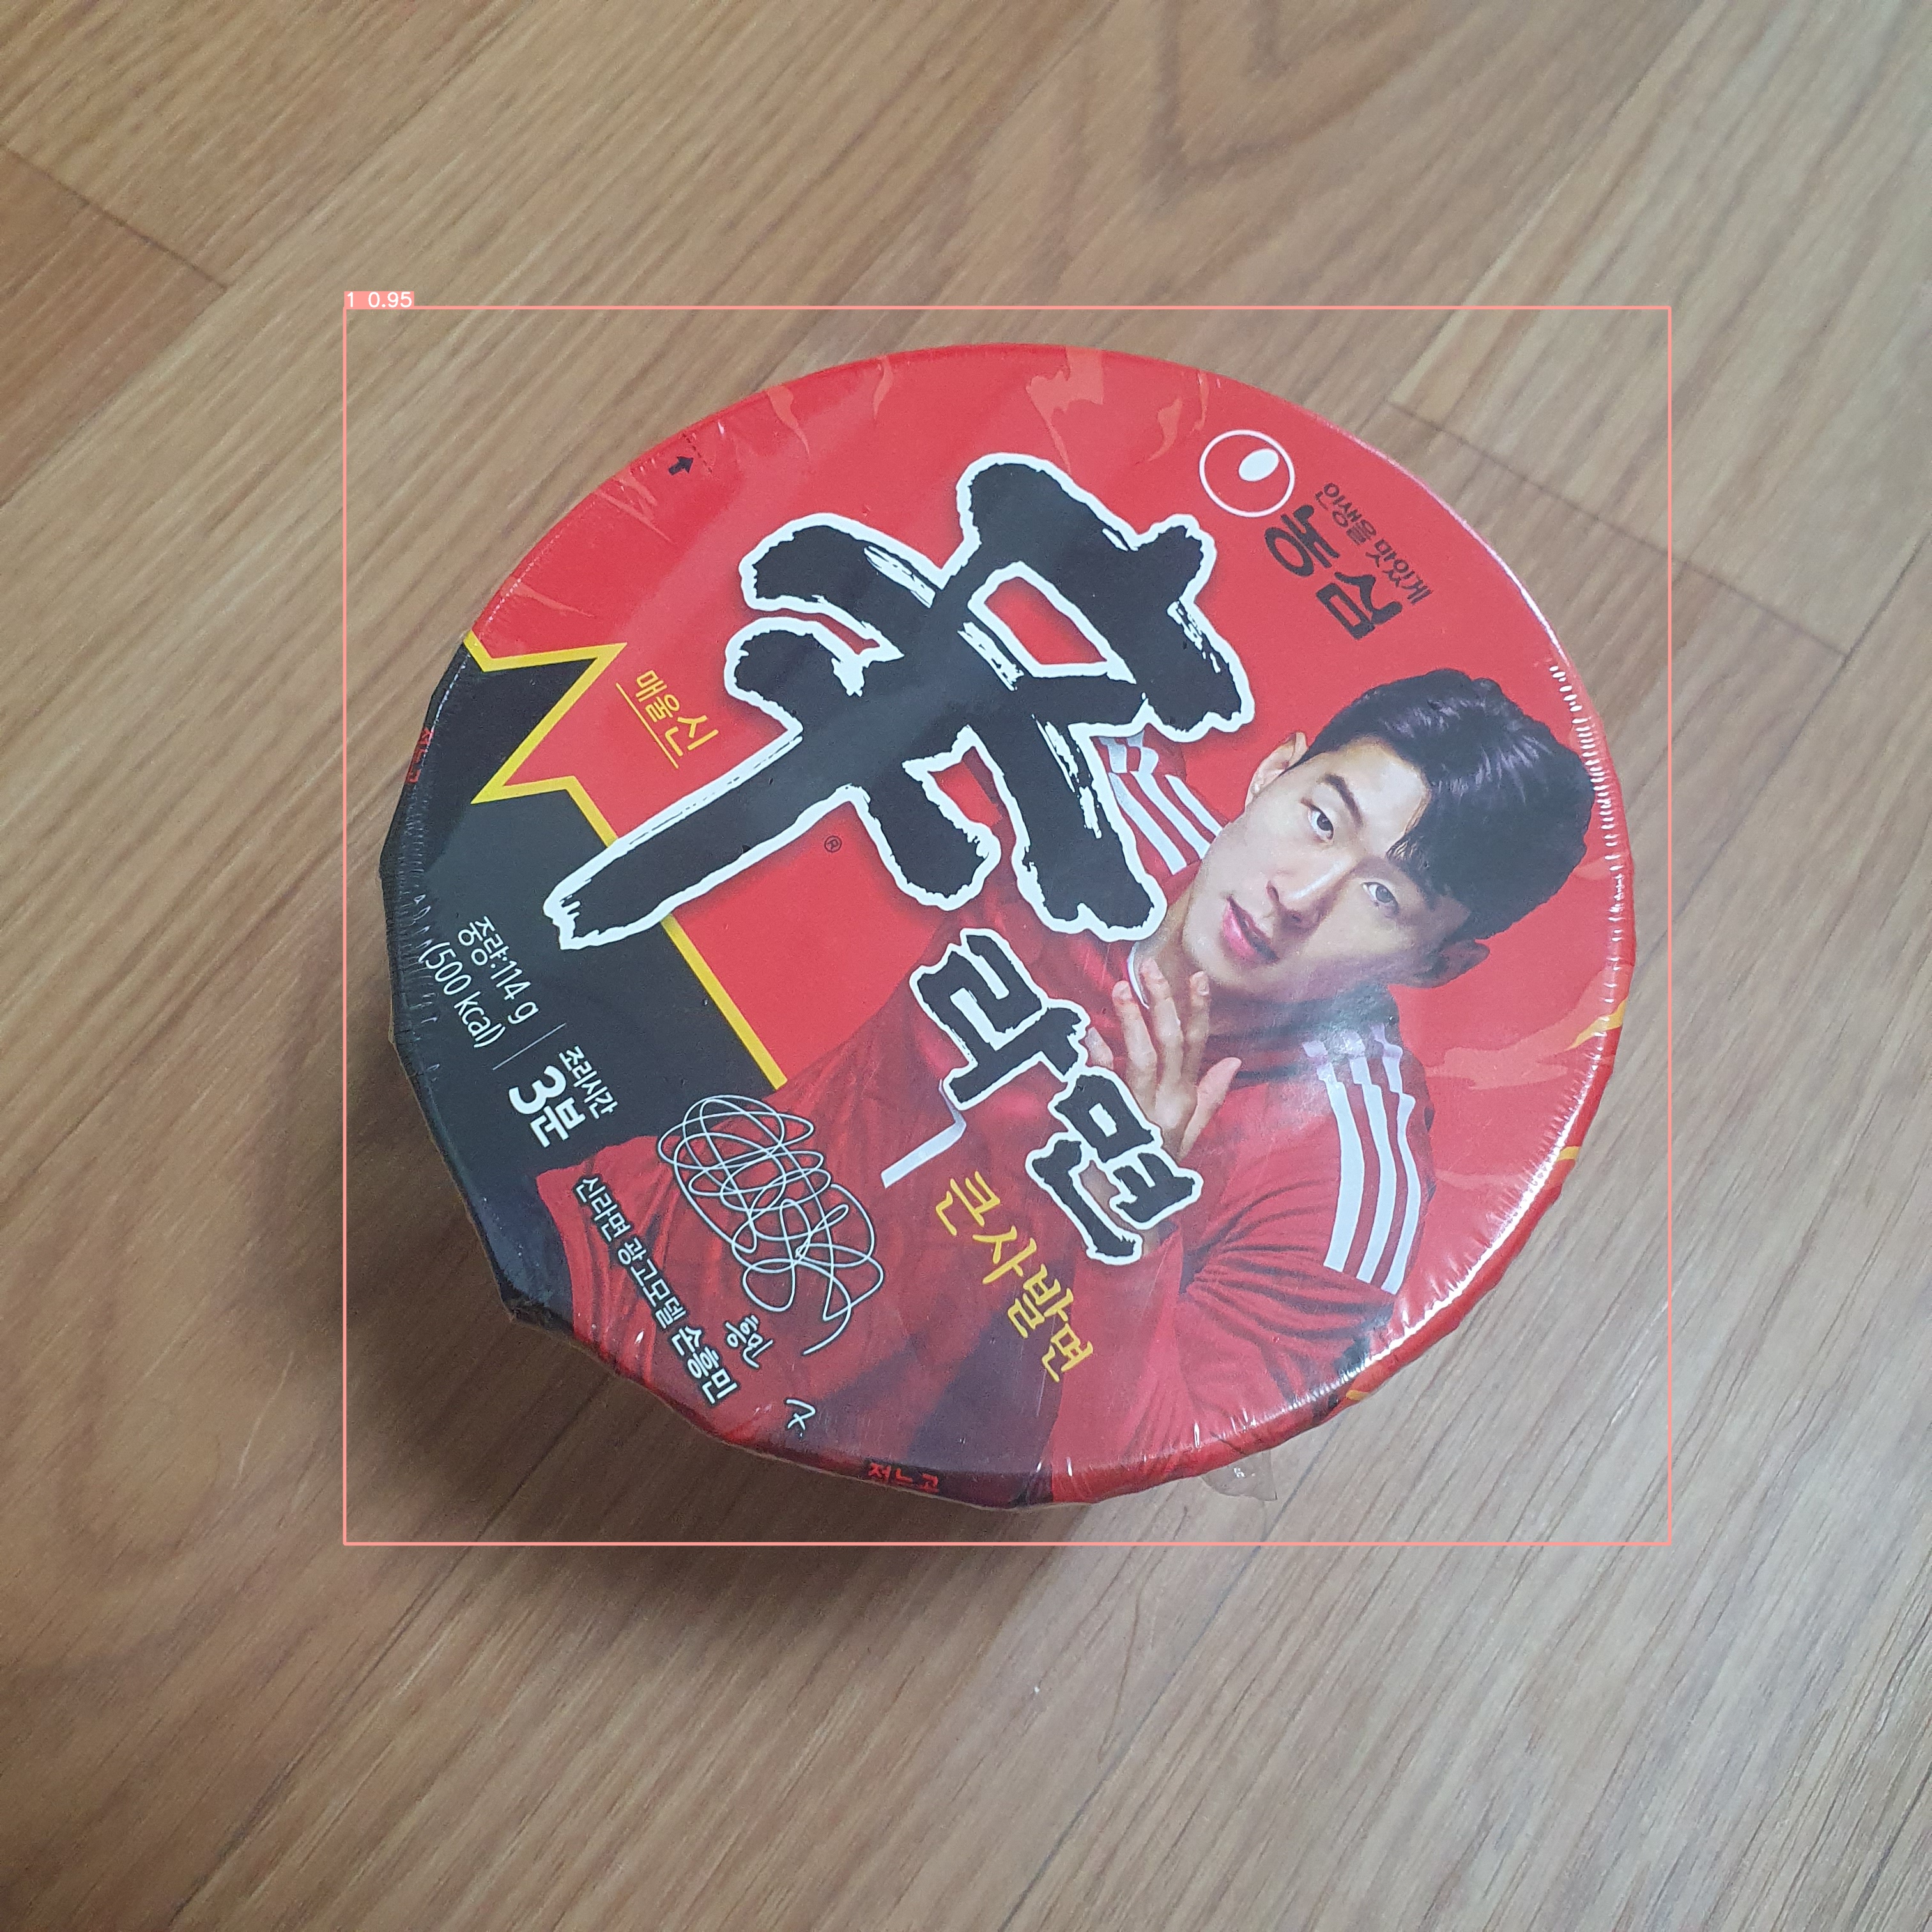 1 0.95
인생을 맛있게
농심
매울신
辛
®
라면
큰사발면
중량:114 g
(500 kcal)
조리시간
3분
신라면 광고모델 손흥민
흥민